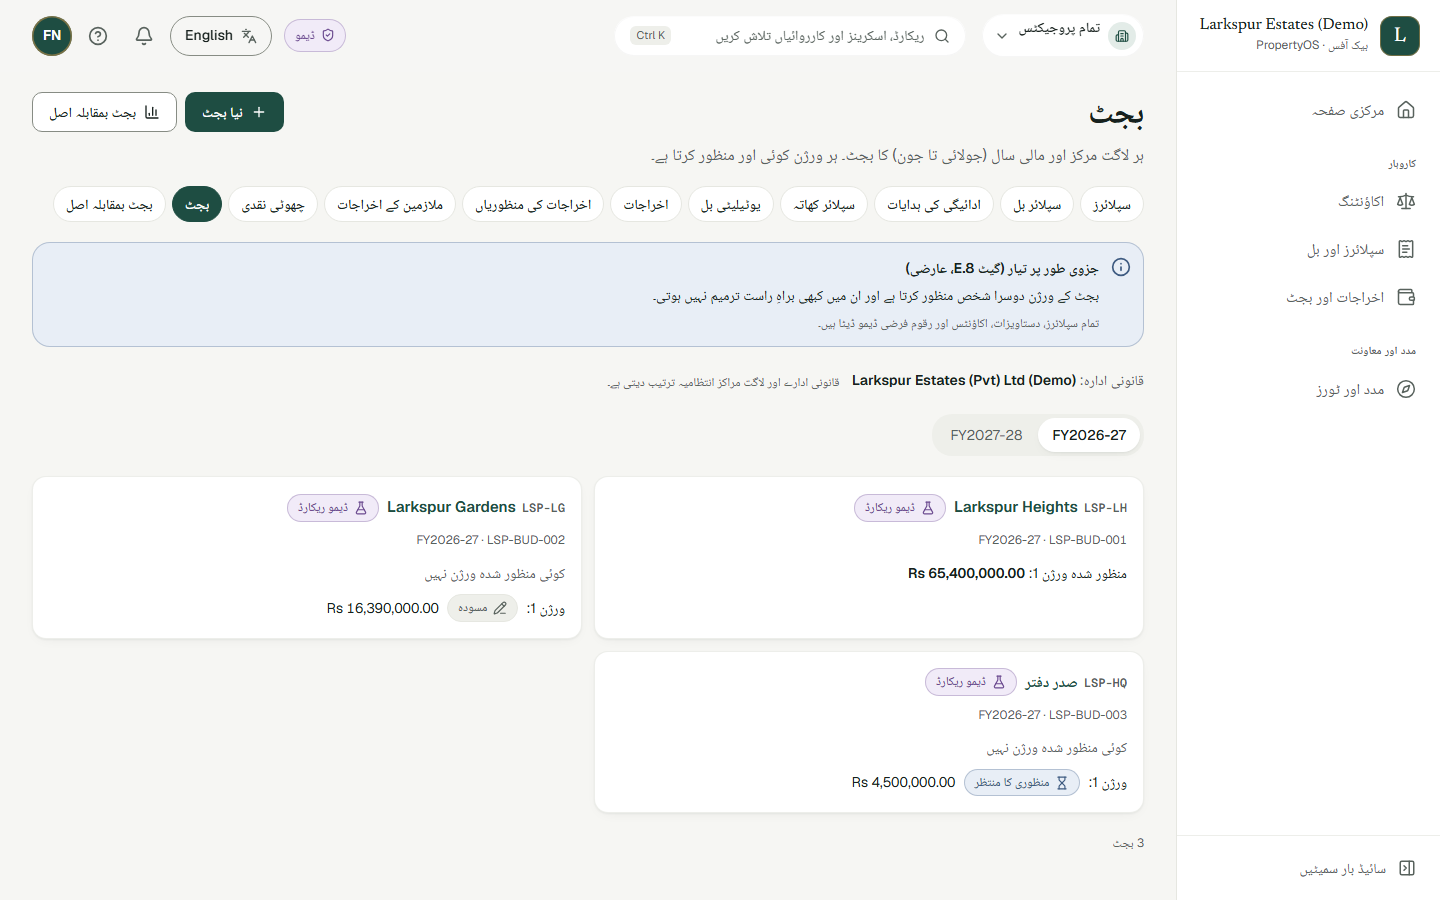 L
Larkspur Estates (Demo)
بیک آفس · PropertyOS
مرکزی صفحہ
کاروبار
اکاؤنٹنگ
سپلائرز اور بل
اخراجات اور بجٹ
مدد اور معاونت
مدد اور ٹورز
سائیڈ بار سمیٹیں
تمام پروجیکٹس
ریکارڈ، اسکرینز اور کارروائیاں تلاش کریں
Ctrl K
ڈیمو
English
FN
بجٹ
نیا بجٹ
بجٹ بمقابلہ اصل
ہر لاگت مرکز اور مالی سال (جولائی تا جون) کا بجٹ۔ ہر ورژن کوئی اور منظور کرتا ہے۔
سپلائرز
سپلائر بل
ادائیگی کی ہدایات
سپلائر کھاتہ
یوٹیلیٹی بل
اخراجات
اخراجات کی منظوریاں
ملازمین کے اخراجات
چھوٹی نقدی
بجٹ
بجٹ بمقابلہ اصل
جزوی طور پر تیار (گیٹ E.8، عارضی)
بجٹ کے ورژن دوسرا شخص منظور کرتا ہے اور ان میں کبھی براہِ راست ترمیم نہیں ہوتی۔
تمام سپلائرز، دستاویزات، اکاؤنٹس اور رقوم فرضی ڈیمو ڈیٹا ہیں۔
قانونی ادارہ: Larkspur Estates (Pvt) Ltd (Demo) قانونی ادارے اور لاگت مراکز انتظامیہ ترتیب دیتی ہے۔
FY2026-27
FY2027-28
LSP-LH Larkspur Heights ڈیمو ریکارڈ
FY2026-27 · LSP-BUD-001
منظور شدہ ورژن 1: Rs 65,400,000.00
LSP-LG Larkspur Gardens ڈیمو ریکارڈ
FY2026-27 · LSP-BUD-002
کوئی منظور شدہ ورژن نہیں
ورژن 1: مسودہ Rs 16,390,000.00
LSP-HQ صدر دفتر ڈیمو ریکارڈ
FY2026-27 · LSP-BUD-003
کوئی منظور شدہ ورژن نہیں
ورژن 1: منظوری کا منتظر Rs 4,500,000.00
3 بجٹ